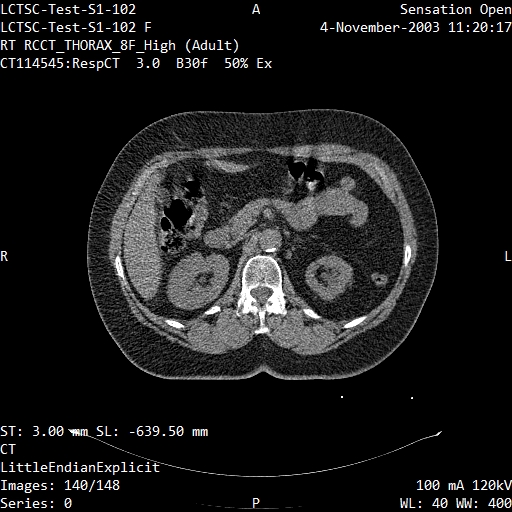 LCTSC-Test-S1-102
A
Sensation Open
LCTSC-Test-S1-102 F
4-November-2003 11:20:17
RT RCCT_THORAX_8F_High (Adult)
CT114545:RespCT 3.0 B30f 50% Ex
R
L
ST: 3.00 mm SL: -639.50 mm
CT
LittleEndianExplicit
Images: 140/148
100 mA 120kV
Series: 0
P
WL: 40 WW: 400